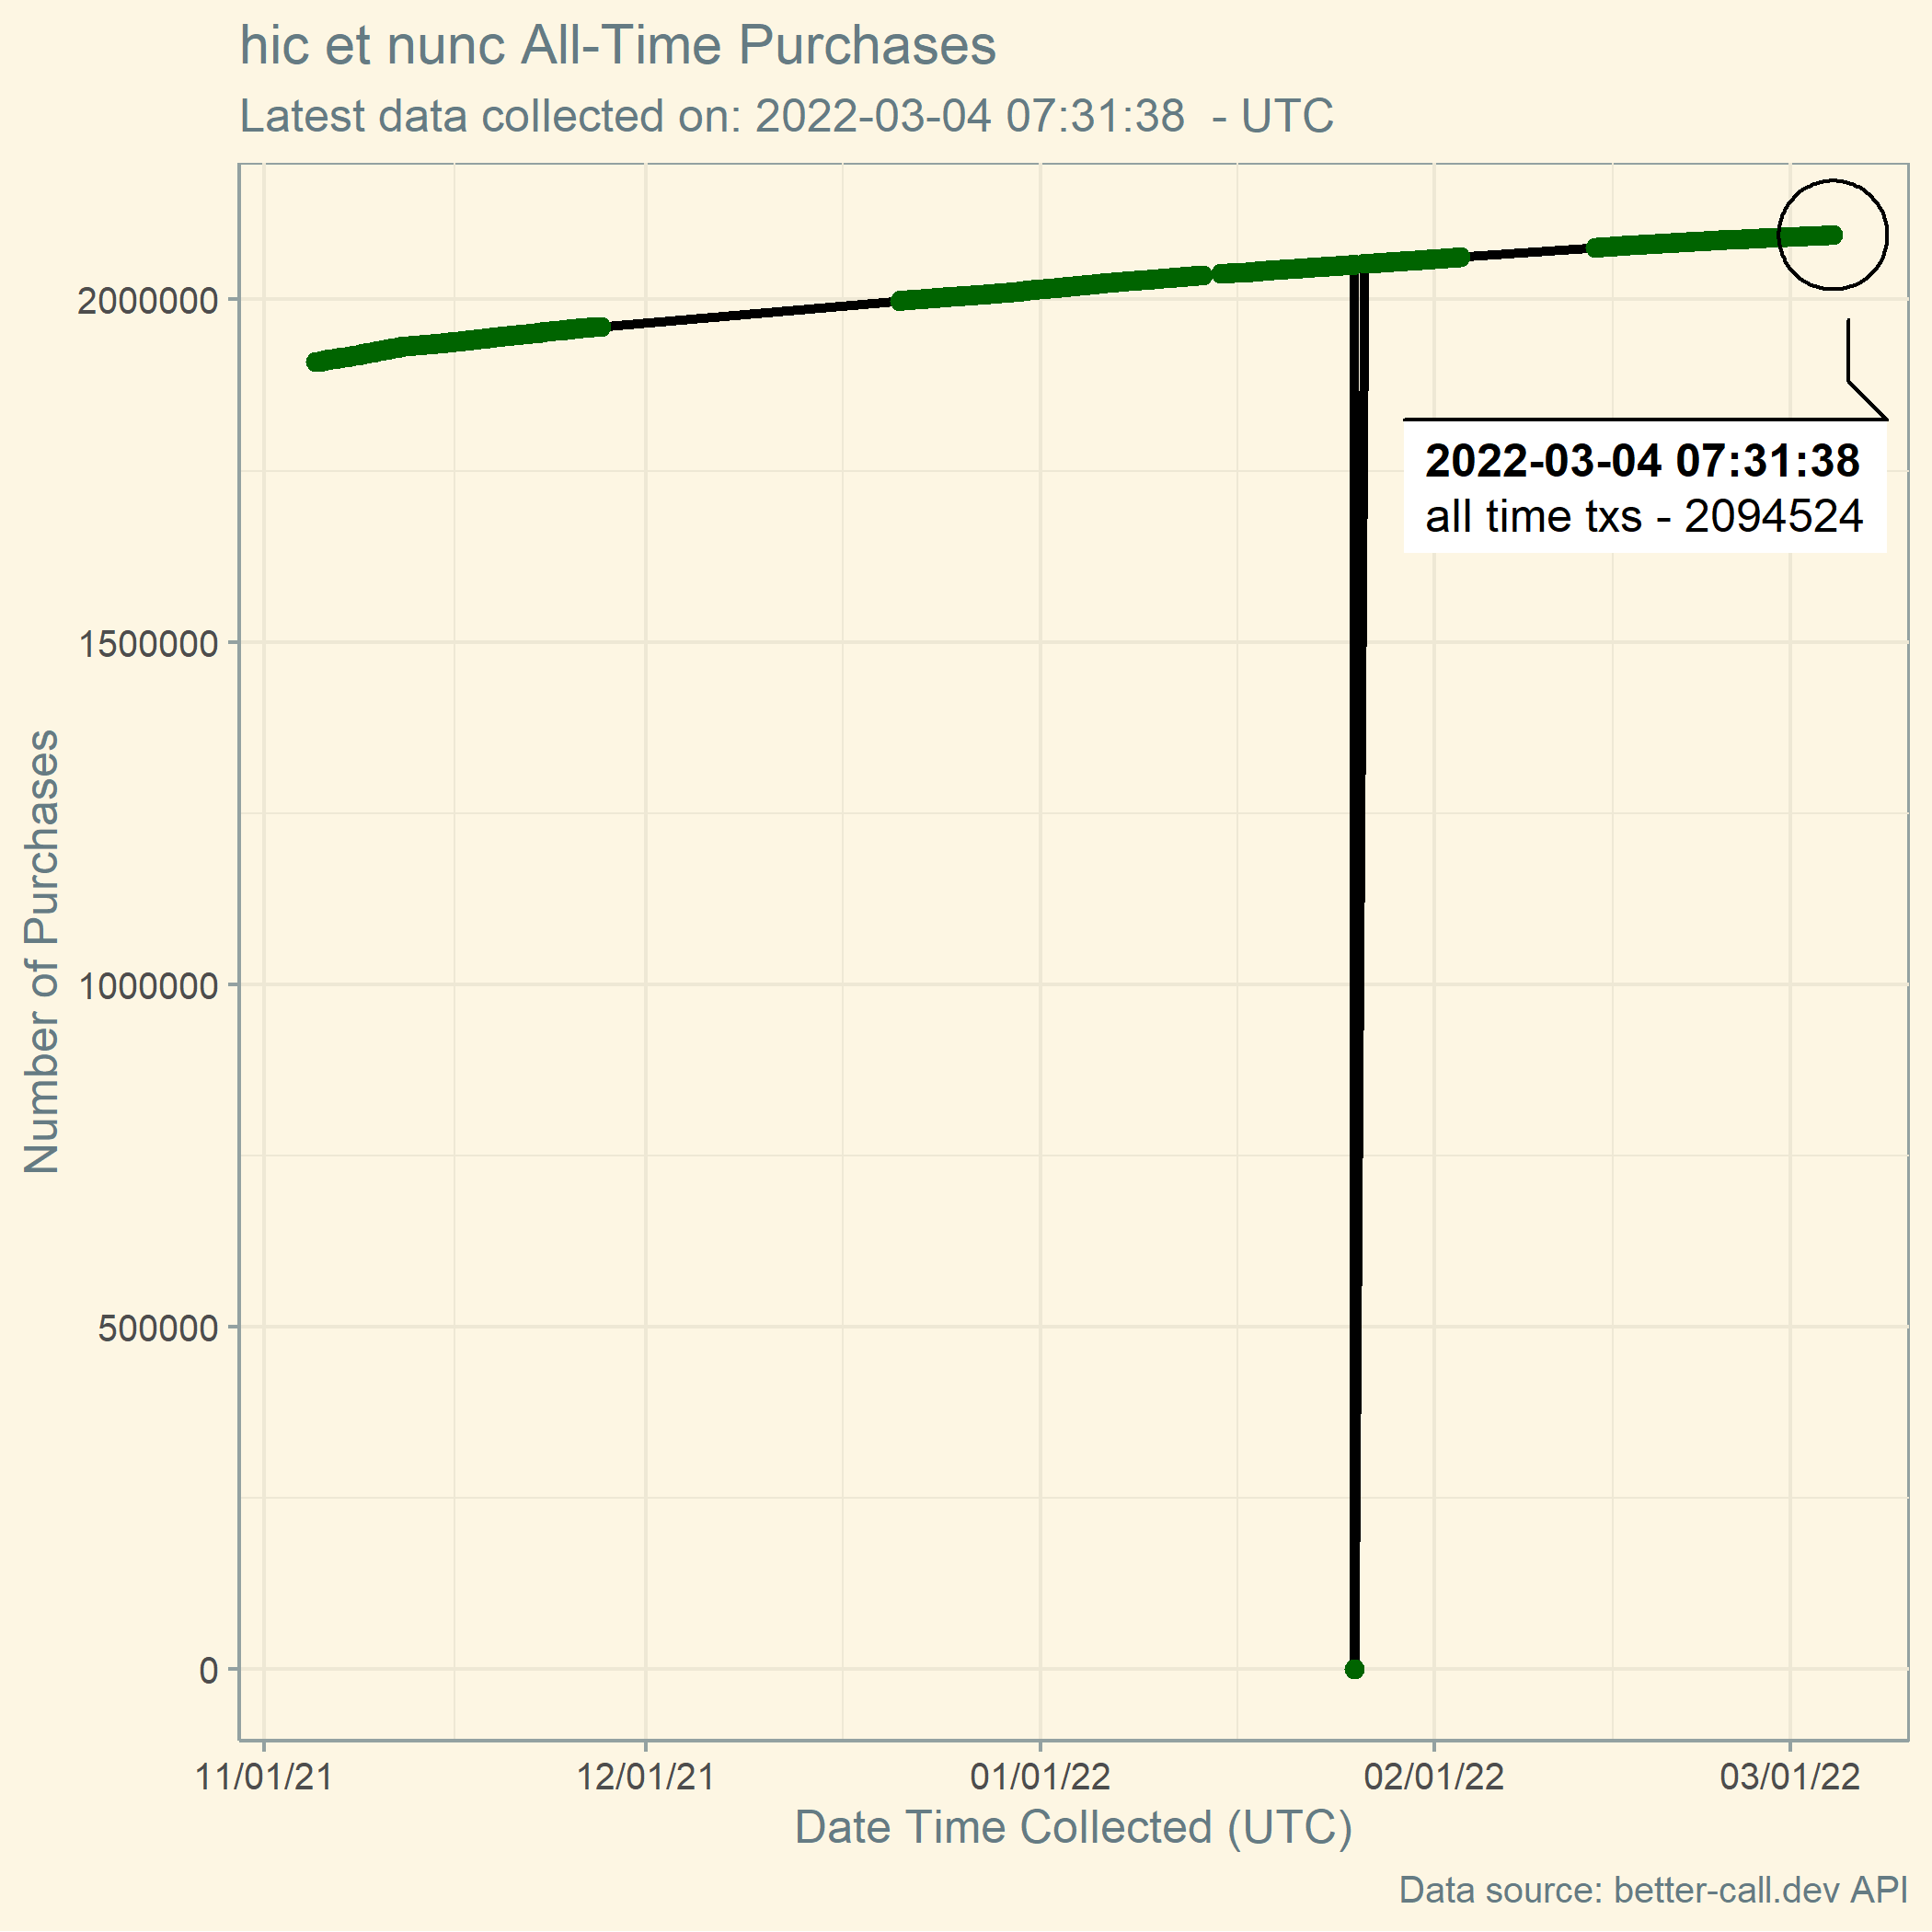 hic et nunc All-Time Purchases
Latest data collected on: 2022-03-04 07:31:38  - UTC
Number of Purchases
2000000
1500000
1000000
500000
0
2022-03-04 07:31:38
all time txs - 2094524
11/01/21 12/01/21 01/01/22 02/01/22 03/01/22
Date Time Collected (UTC)
Data source: better-call.dev API